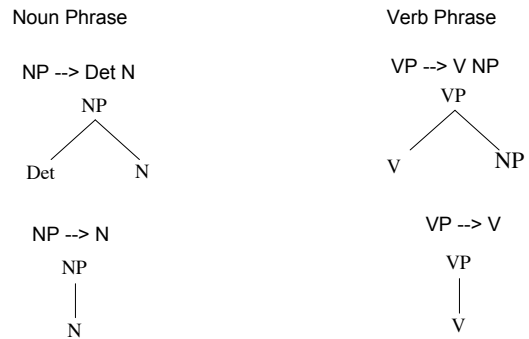 Noun Phrase
NP --> Det N
NP
Det N
NP --> N
NP
N
Verb Phrase
VP --> V NP
VP
V NP
VP --> V
VP
V